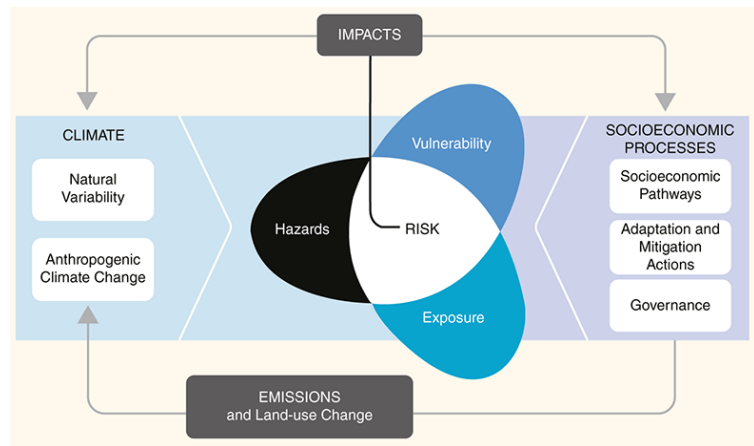 IMPACTS
CLIMATE
Natural
Variability
Anthropogenic
Climate Change
Vulnerability
Hazards
RISK
Exposure
SOCIOECONOMIC
PROCESSES
Socioeconomic
Pathways
Adaptation and
Mitigation
Actions
Governance
EMISSIONS
and Land-use Change